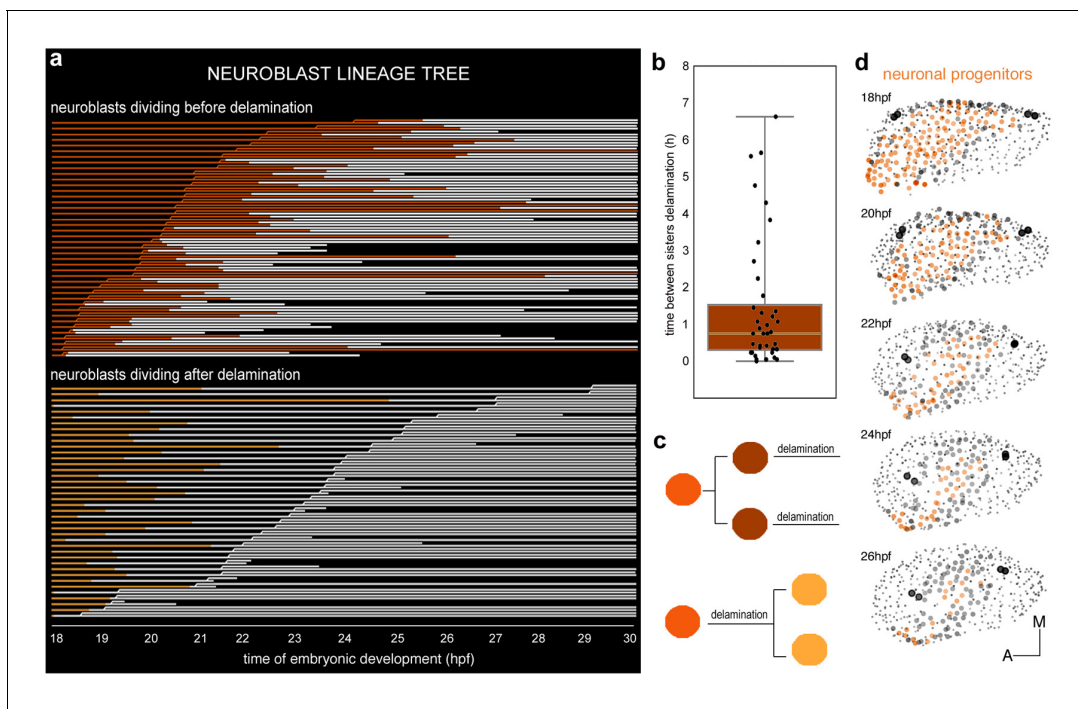 a
NEUROBLAST LINEAGE TREE
neuroblasts dividing before delamination
neuroblasts dividing after delamination
18 19 20 21 22 23 24 25 26 27 28 29 30
time of embryonic development (hpf)
b
time between sisters delamination (h)
8
7
6
5
4
3
2
1
0
c
delamination
delamination
delamination
d
neuronal progenitors
18hpf
20hpf
22hpf
24hpf
26hpf
M
A